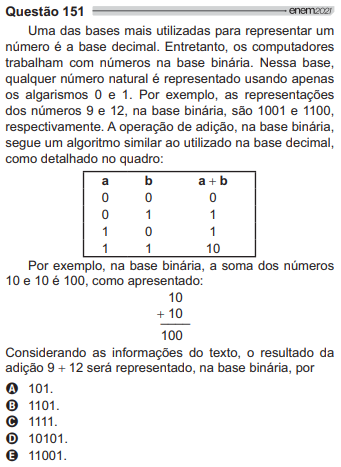 Questão 151 enem2021
Uma das bases mais utilizadas para representar um
número é a base decimal. Entretanto, os computadores
trabalham com números na base binária. Nessa base,
qualquer número natural é representado usando apenas
os algarismos 0 e 1. Por exemplo, as representações
dos números 9 e 12, na base binária, são 1001 e 1100,
respectivamente. A operação de adição, na base binária,
segue um algoritmo similar ao utilizado na base decimal,
como detalhado no quadro:
a b a + b
0 0 0
0 1 1
1 0 1
1 1 10
Por exemplo, na base binária, a soma dos números
10 e 10 é 100, como apresentado:
10
+ 10
100
Considerando as informações do texto, o resultado da
adição 9 + 12 será representado, na base binária, por
A 101.
B 1101.
C 1111.
D 10101.
E 11001.